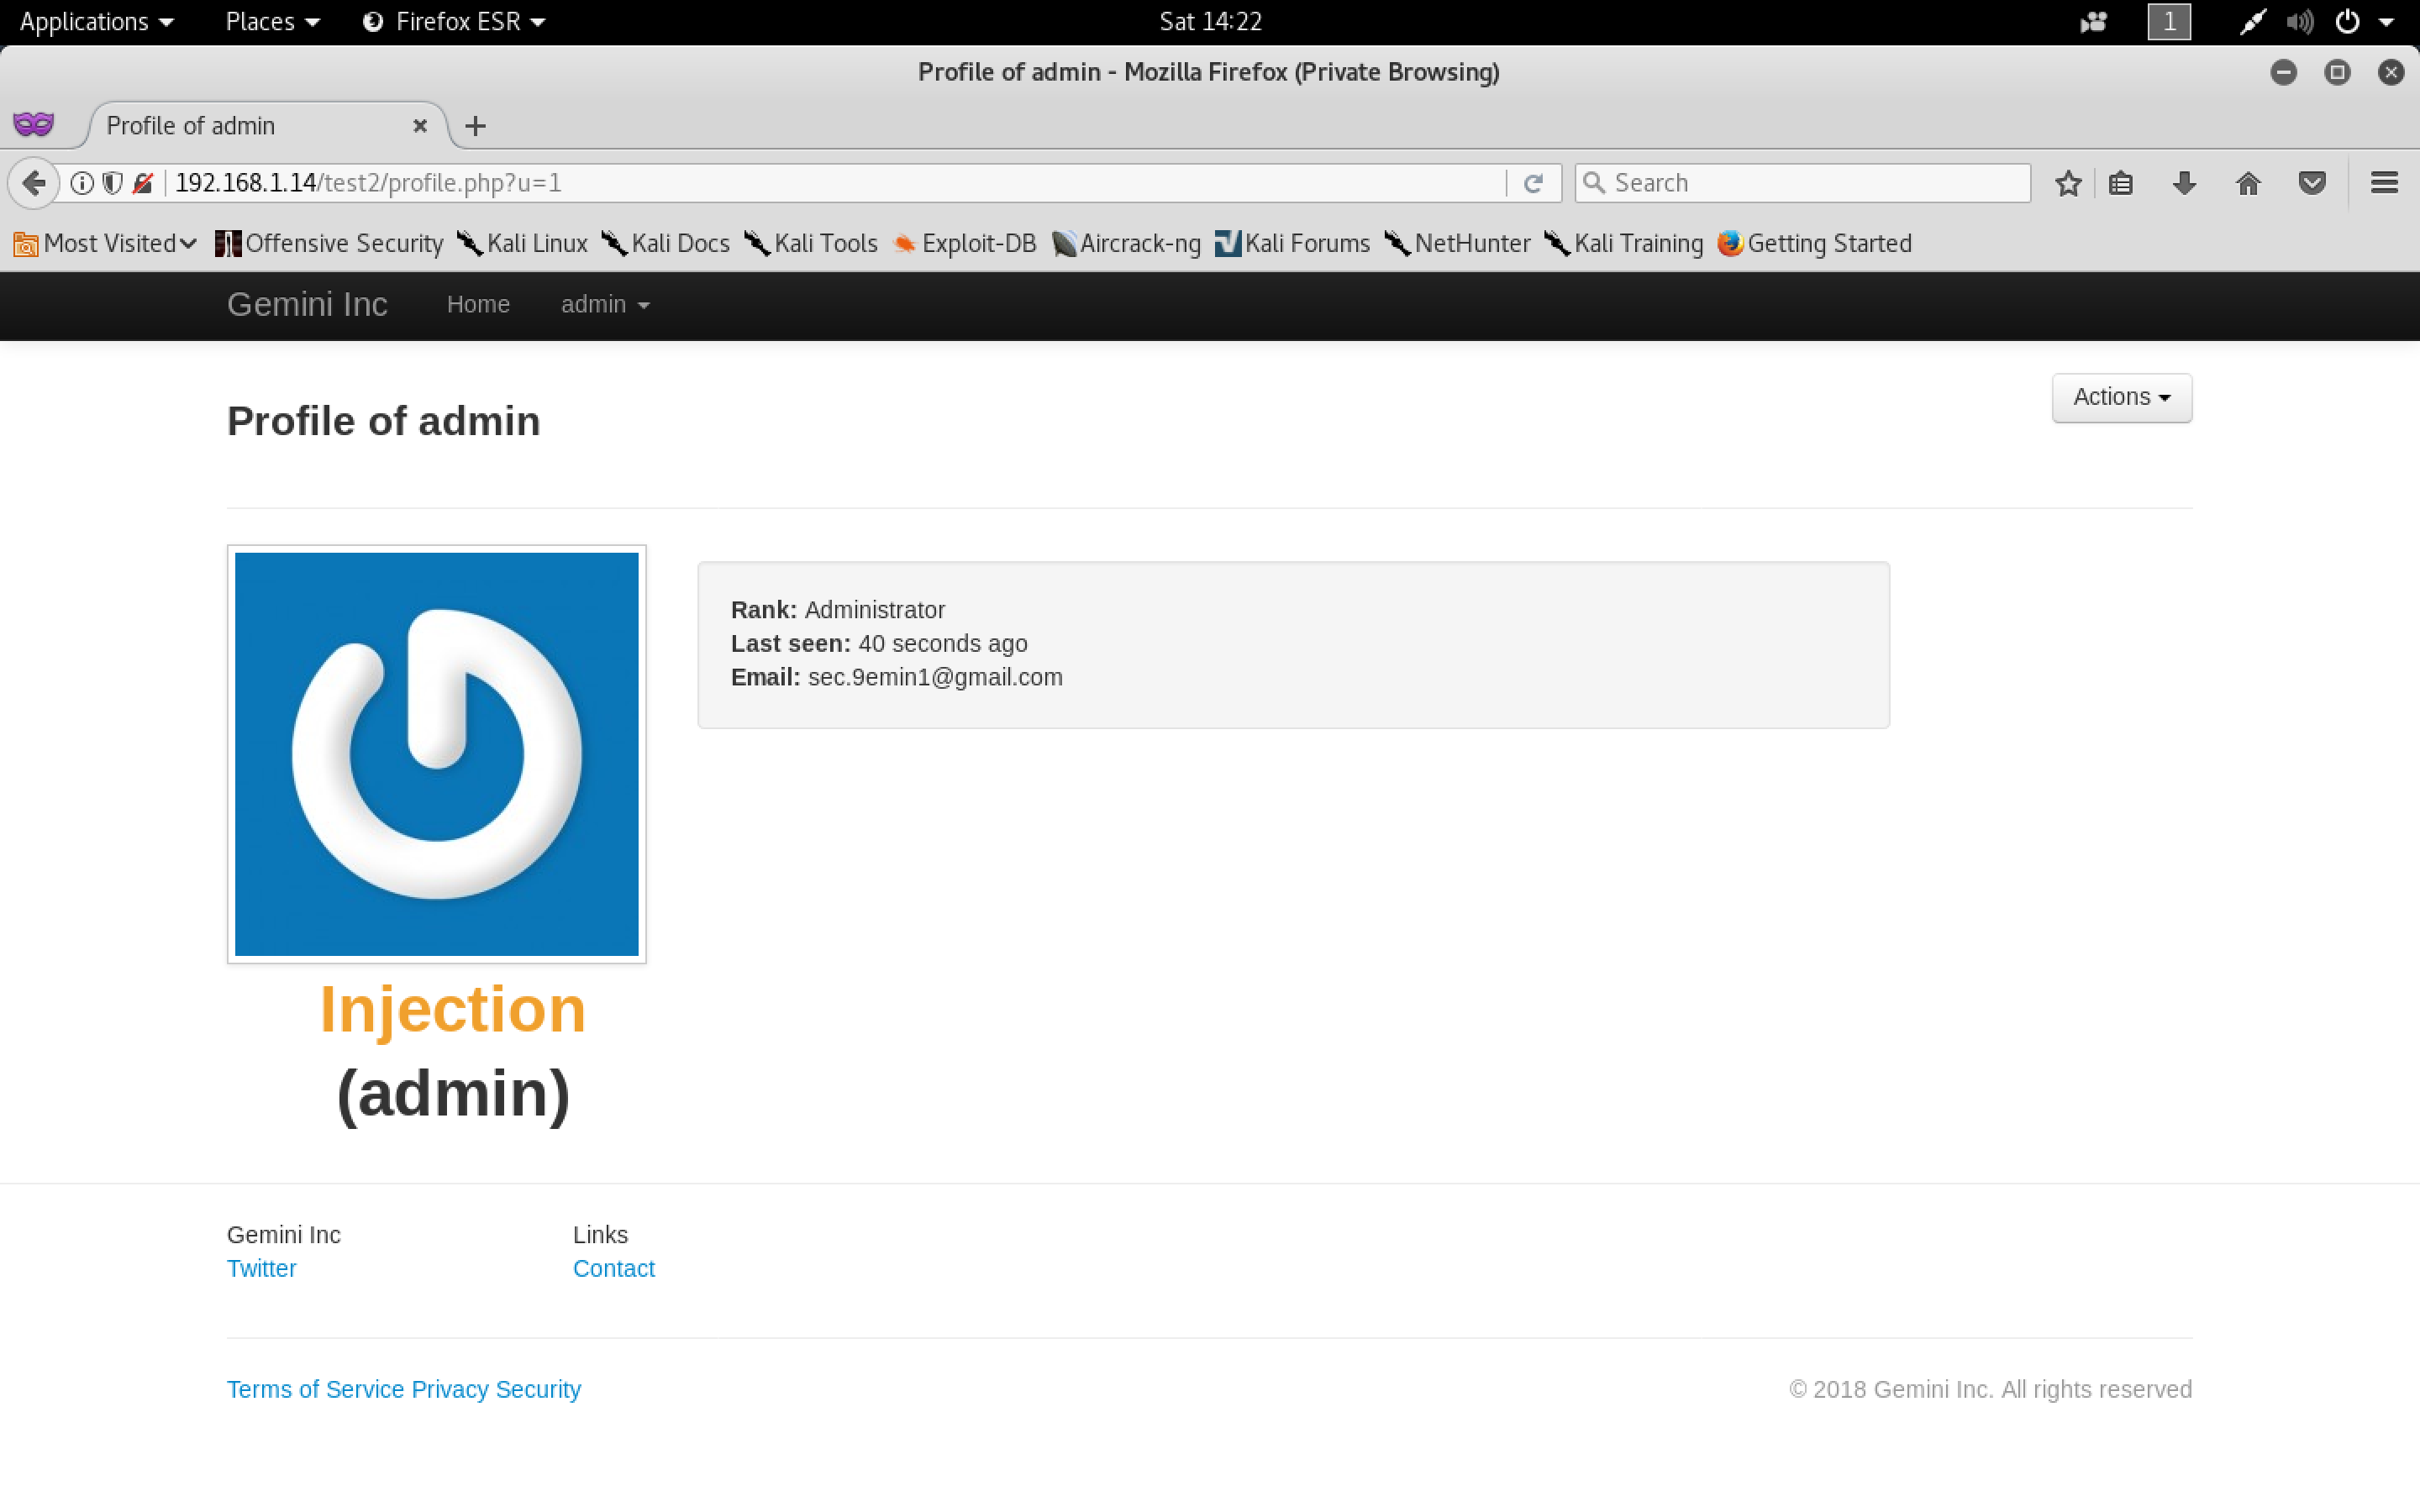 Applications Places Firefox ESR Sat 14:22 1
Profile of admin - Mozilla Firefox (Private Browsing)
Profile of admin
192.168.1.14/test2/profile.php?u=1 Search
Most Visited Offensive Security Kali Linux Kali Docs Kali Tools Exploit-DB Aircrack-ng Kali Forums NetHunter Kali Training Getting Started
Gemini Inc Home admin
Actions
Profile of admin
Rank: Administrator
Last seen: 40 seconds ago
Email: sec.9emin1@gmail.com
Injection
(admin)
Gemini Inc Links
Twitter Contact
Terms of Service Privacy Security © 2018 Gemini Inc. All rights reserved